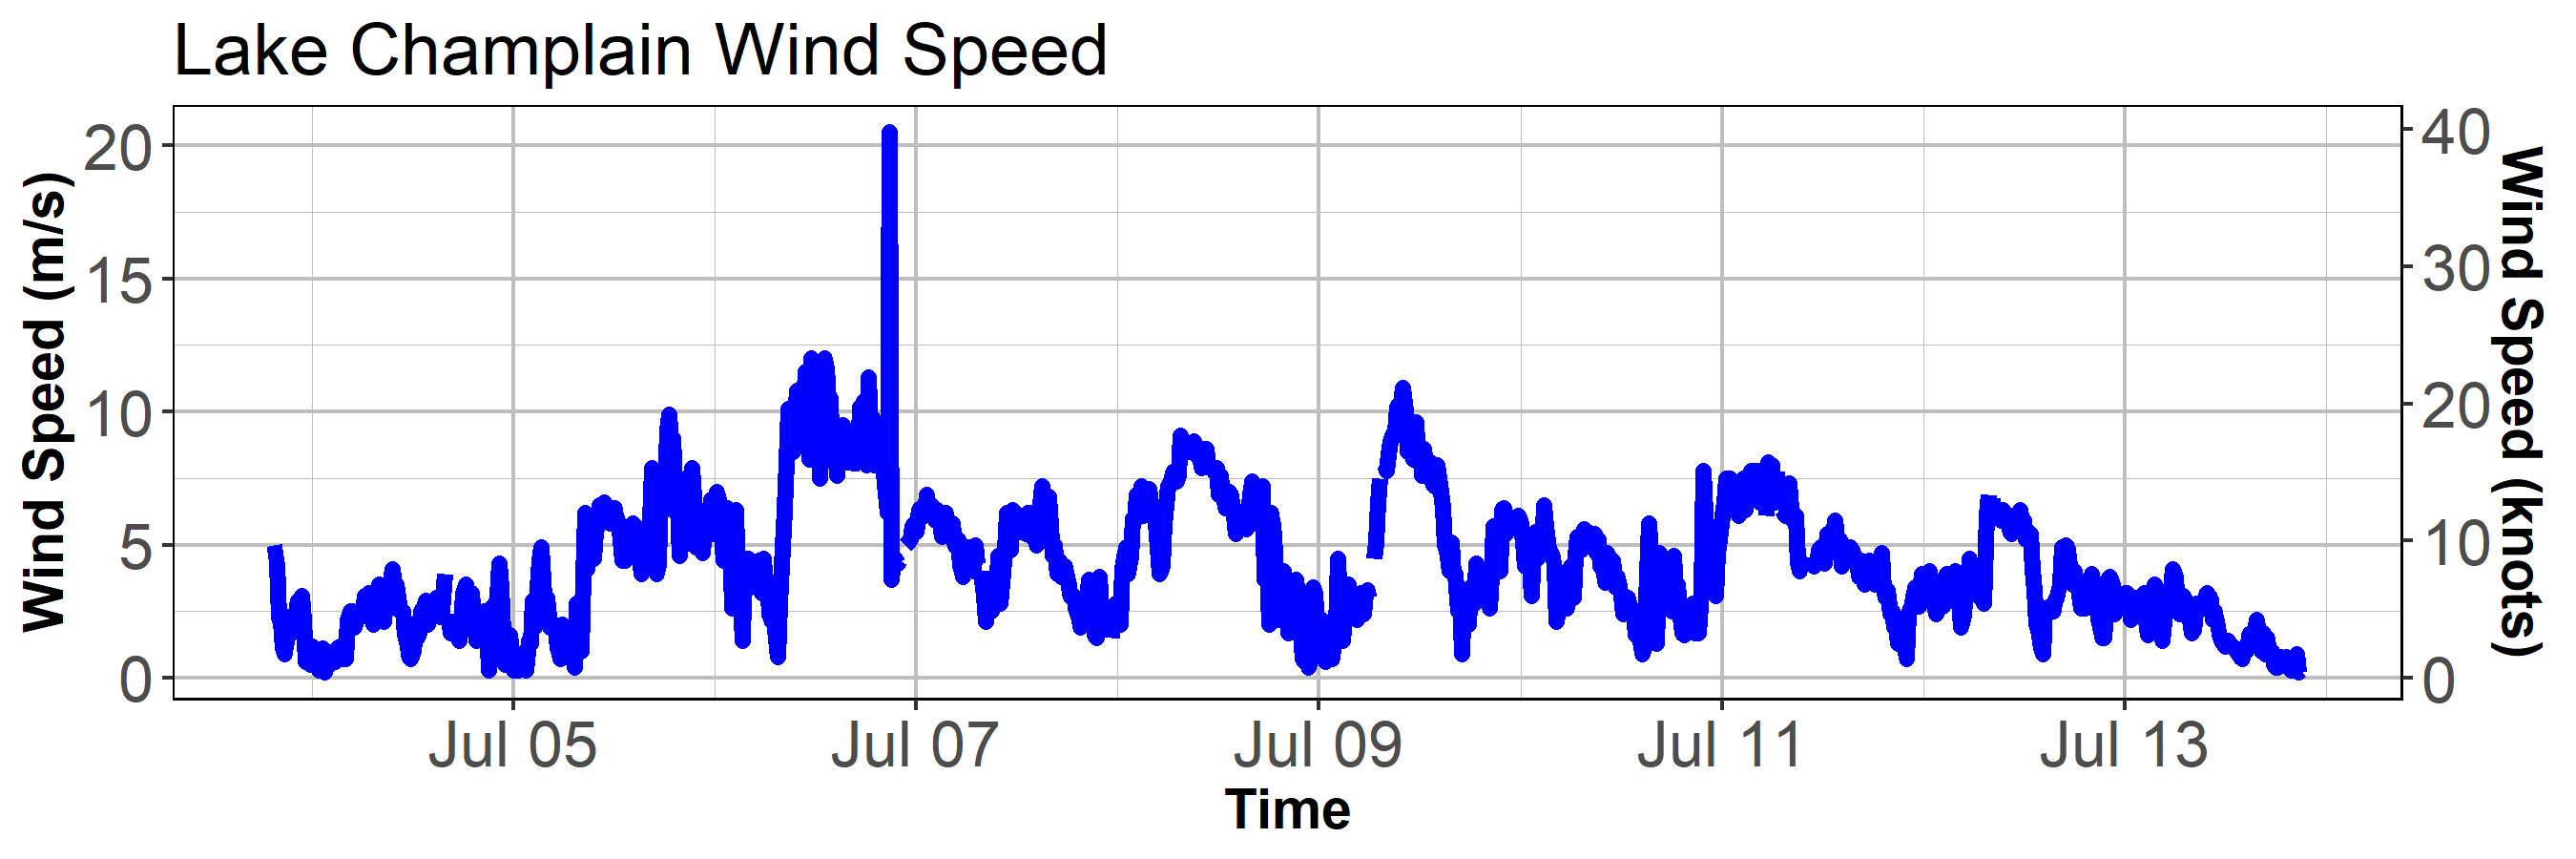 Lake Champlain Wind Speed
Wind Speed (m/s)
20
15
10
5
0
40
30
20
10
0
Wind Speed (knots)
Jul 05
Jul 07
Jul 09
Jul 11
Jul 13
Time